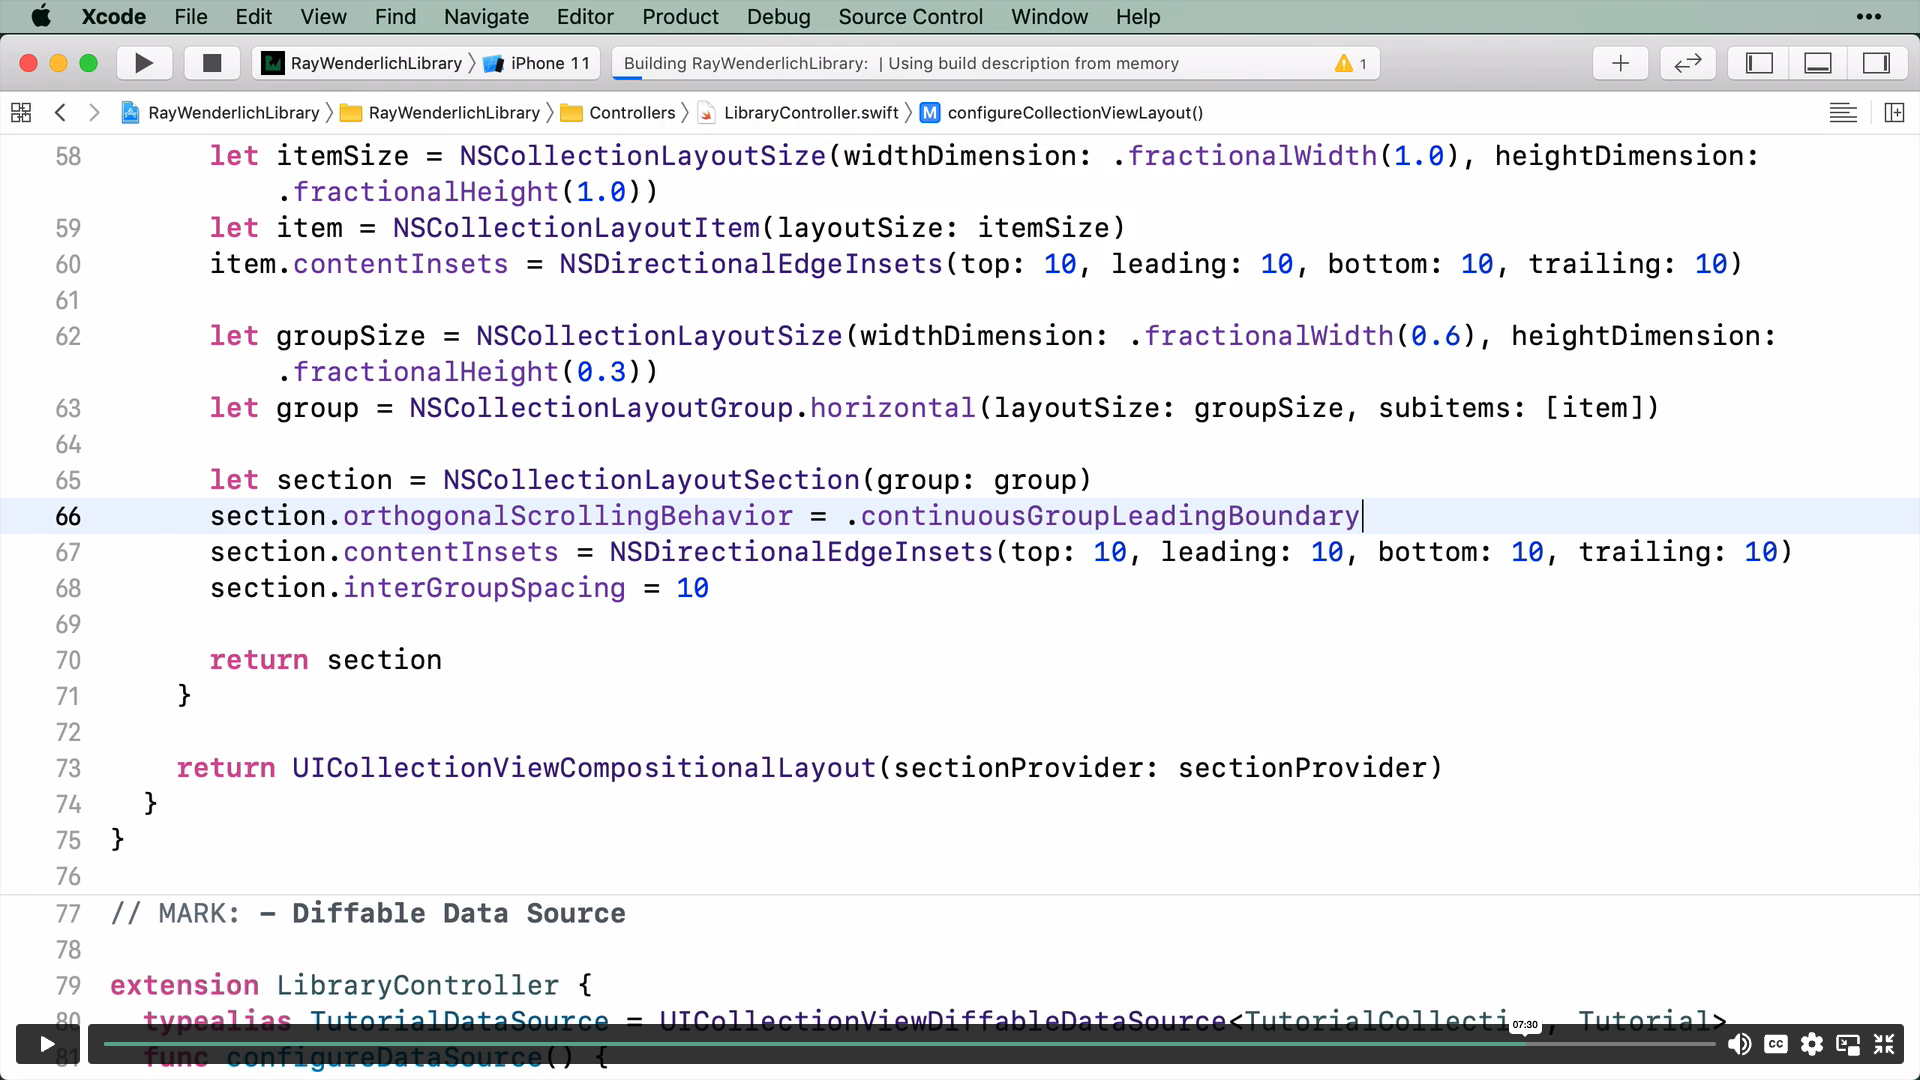 Xcode File Edit View Find Navigate Editor Product Debug Source Control Window Help •••
RayWenderlichLibrary 〉 iPhone 11 Building RayWenderlichLibrary: | Using build description from memory 1
RayWenderlichLibrary 〉 RayWenderlichLibrary 〉 Controllers 〉 LibraryController.swift 〉 M configureCollectionViewLayout()
58 let itemSize = NSCollectionLayoutSize(widthDimension: .fractionalWidth(1.0), heightDimension:
.fractionalHeight(1.0))
59 let item = NSCollectionLayoutItem(layoutSize: itemSize)
60 item.contentInsets = NSDirectionalEdgeInsets(top: 10, leading: 10, bottom: 10, trailing: 10)
61
62 let groupSize = NSCollectionLayoutSize(widthDimension: .fractionalWidth(0.6), heightDimension:
.fractionalHeight(0.3))
63 let group = NSCollectionLayoutGroup.horizontal(layoutSize: groupSize, subitems: [item])
64
65 let section = NSCollectionLayoutSection(group: group)
66 section.orthogonalScrollingBehavior = .continuousGroupLeadingBoundary
67 section.contentInsets = NSDirectionalEdgeInsets(top: 10, leading: 10, bottom: 10, trailing: 10)
68 section.interGroupSpacing = 10
69
70 return section
71 }
72
73 return UICollectionViewCompositionalLayout(sectionProvider: sectionProvider)
74 }
75 }
76
77 // MARK: - Diffable Data Source
78
79 extension LibraryController {
80 typealias TutorialDataSource = UICollectionViewDiffableDataSource<TutorialCollecti , Tutorial>
07:30
81 func configureDataSource() {
CC